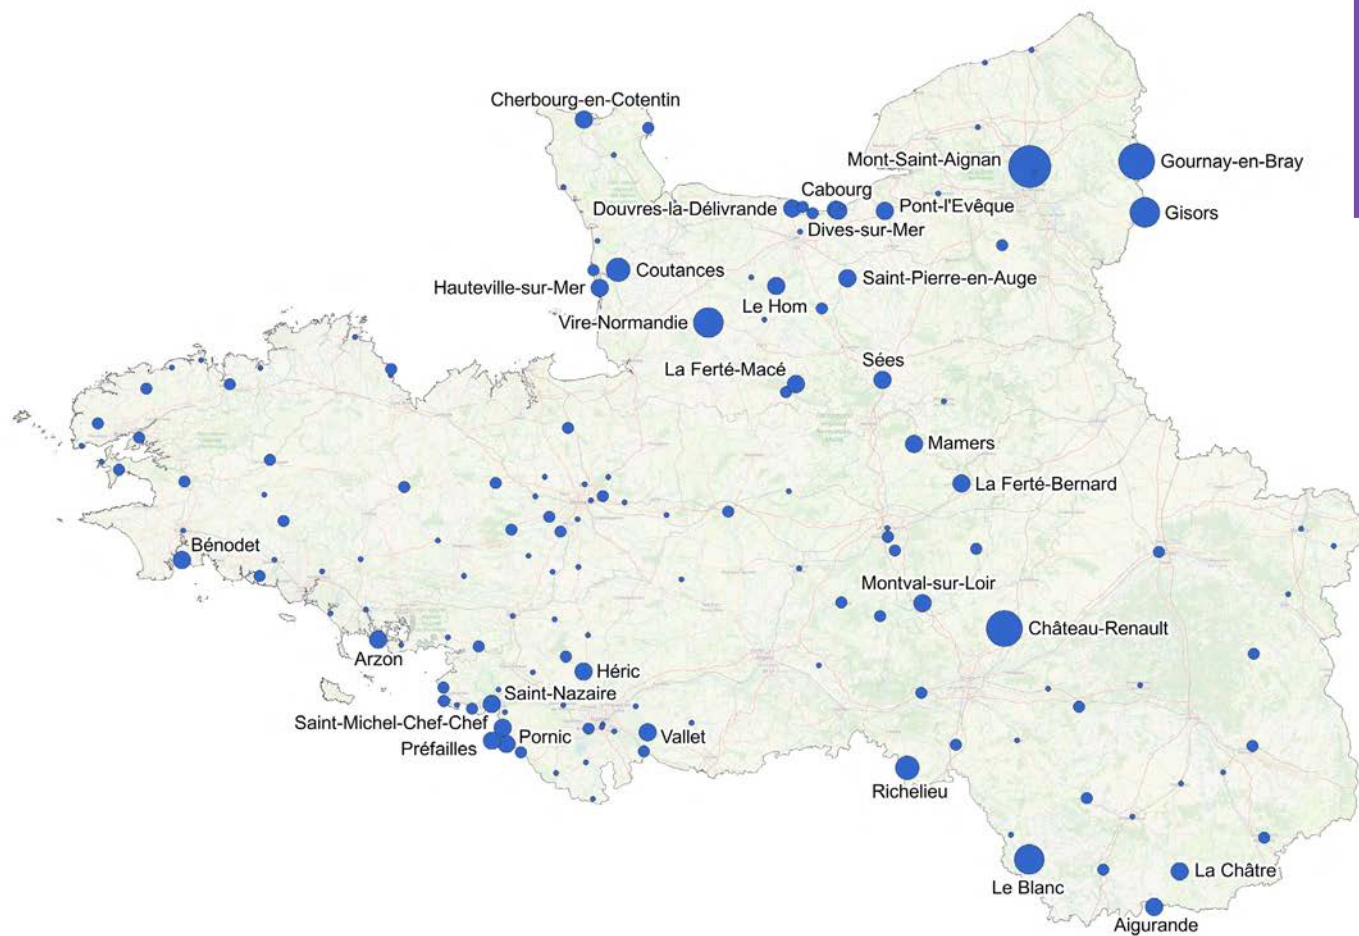 Cherbourg-en-Cotentin
Mont-Saint-Aignan
Gournay-en-Bray
Cabourg
Douvres-la-Délivrande
Pont-l'Evêque
Gisors
Dives-sur-Mer
Coutances
Saint-Pierre-en-Auge
Hauteville-sur-Mer
Le Hom
Vire-Normandie
Sées
La Ferté-Macé
Mamers
La Ferté-Bernard
Bénodet
Montval-sur-Loir
Château-Renault
Arzon
Héric
Saint-Nazaire
Saint-Michel-Chef-Chef
Pornic
Vallet
Préfailles
Richelieu
La Châtre
Le Blanc
Aigurande